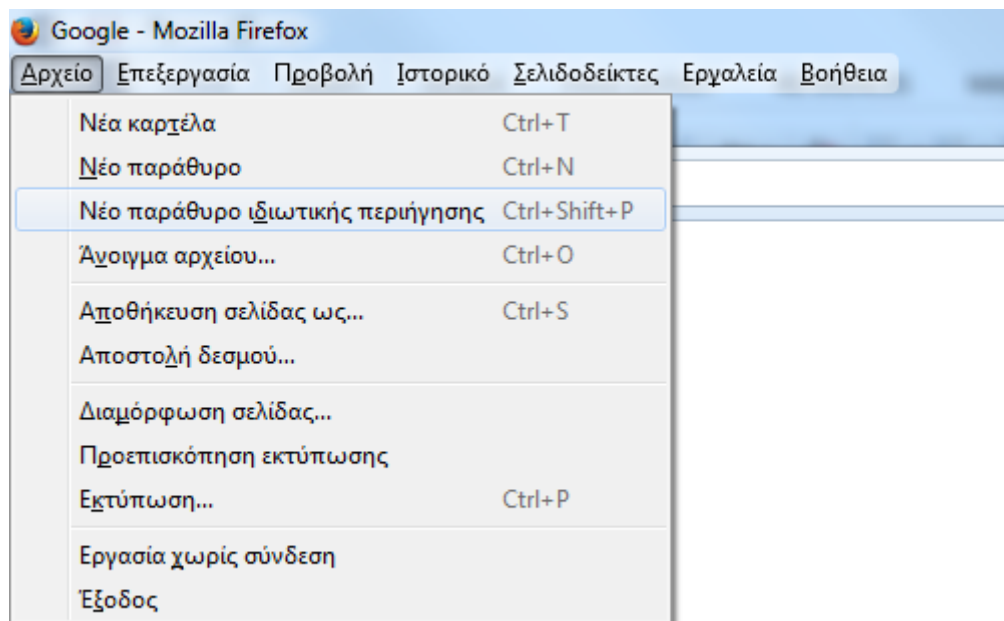 Google - Mozilla Firefox
Αρχείο Επεξεργασία Προβολή Ιστορικό Σελιδοδείκτες Εργαλεία Βοήθεια
Νέα καρτέλα Ctrl+T
Νέο παράθυρο Ctrl+N
Νέο παράθυρο ιδιωτικής περιήγησης Ctrl+Shift+P
Άνοιγμα αρχείου... Ctrl+O
Αποθήκευση σελίδας ως... Ctrl+S
Αποστολή δεσμού...
Διαμόρφωση σελίδας...
Προεπισκόπηση εκτύπωσης
Εκτύπωση... Ctrl+P
Εργασία χωρίς σύνδεση
Έξοδος